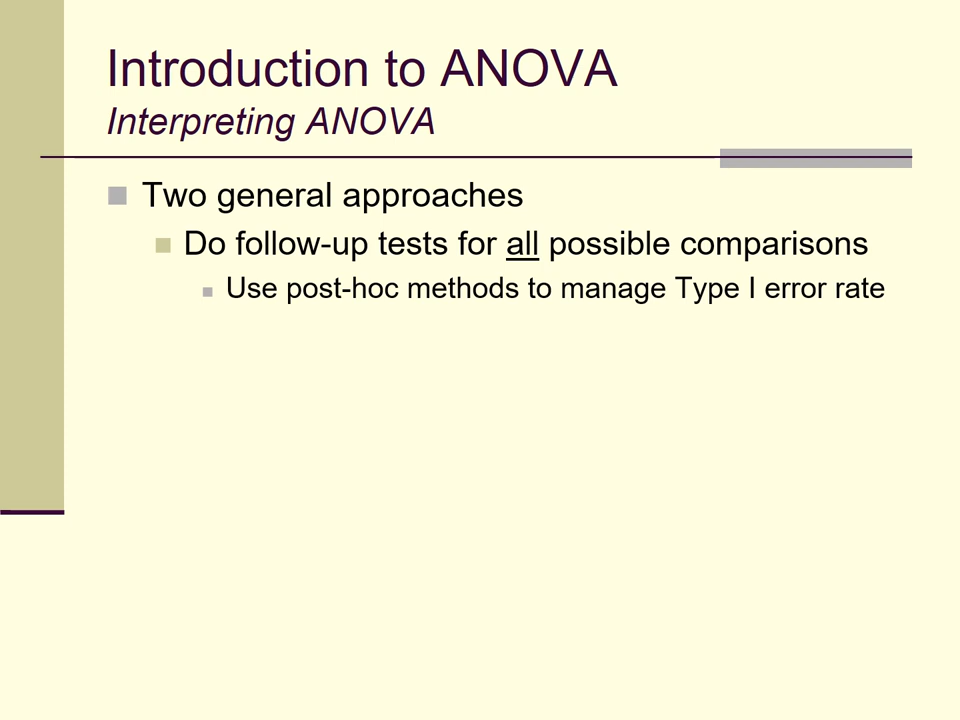 Introduction to ANOVA
Interpreting ANOVA
Two general approaches
Do follow-up tests for all possible comparisons
Use post-hoc methods to manage Type I error rate